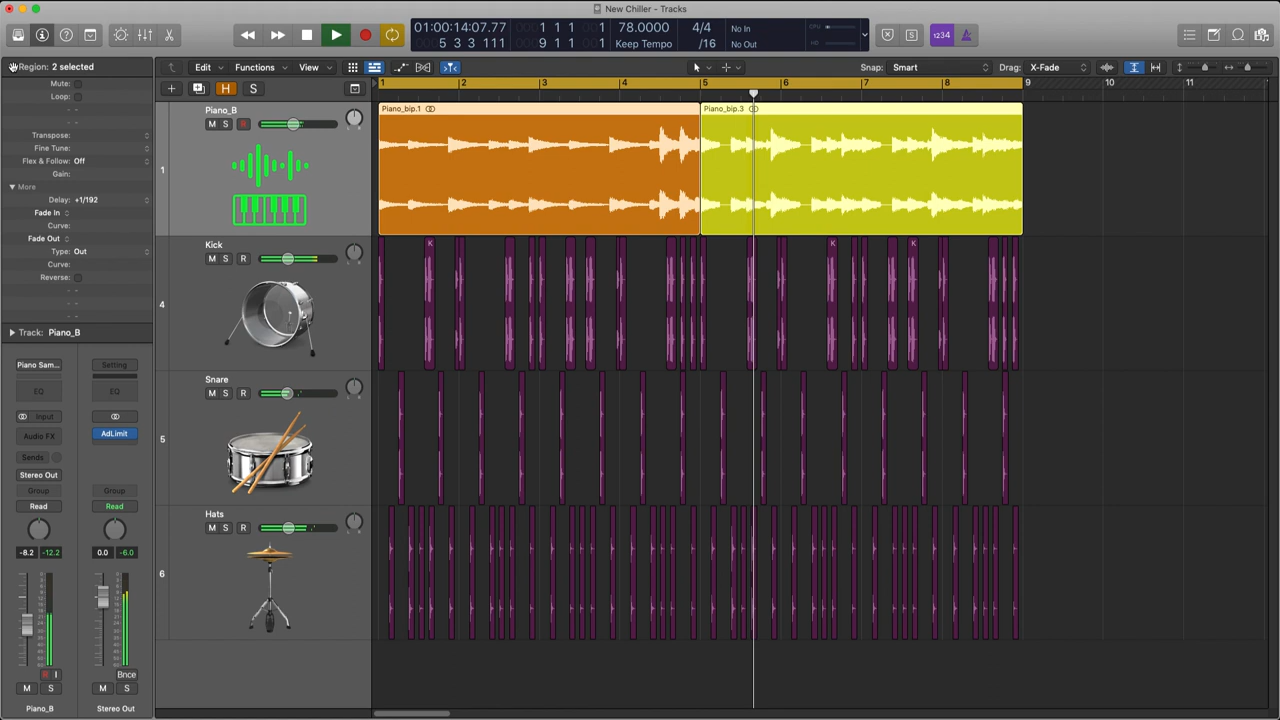 New Chiller - Tracks
01:00:14:07.77
5 3 3 111
1 1 1 1
9 1 1 1
78.0000
Keep Tempo
4/4
/16
No In
No Out
CPU
HD
1234
Region: 2 selected
Edit Functions View
Snap: Smart
Drag: X-Face
Mute:
Loop:
Transpose:
Fine Tune:
Flex & Follow: Off
Gain:
More
Delay: +1/192
Fade In
Curve:
Fade Out
Type: Out
Curve:
Reverse:
Track: Piano_B
H S
1 2 3 4 5 6 7 8 9 10 11
1
Piano_B
M S R
Piano_bip.1
Piano_bip.3
4
Kick
M S R
K K K
5
Snare
M S R
6
Hats
M S R
Piano Sam... Setting
EQ EQ
Input
Audio FX AdLimit
Sends
Stereo Out
Group Group
Read Read
-8.2 -12.2 0.0 -6.0
R I Bnce
M S M S
Piano_B Stereo Out